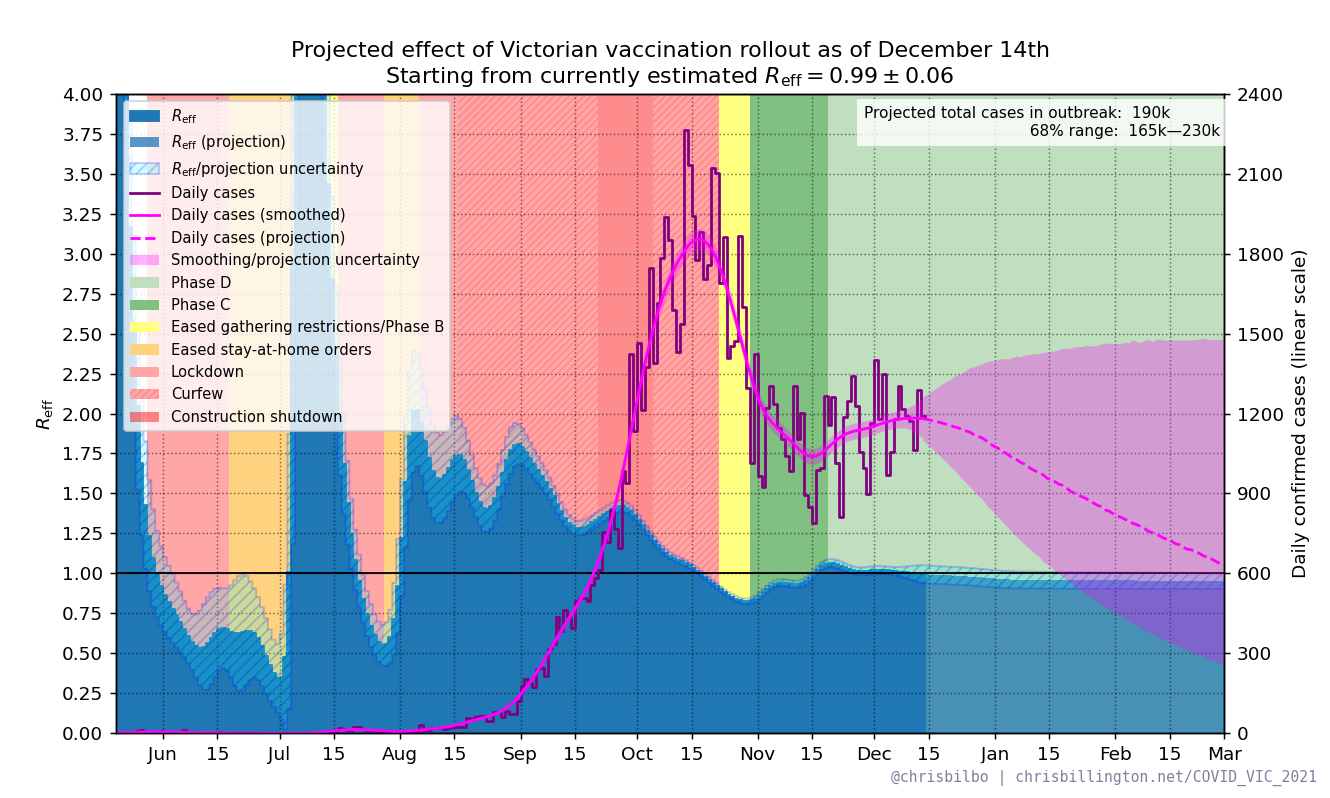 Projected effect of Victorian vaccination rollout as of December 14th
Starting from currently estimated Reff = 0.99 ± 0.06
Projected total cases in outbreak: 190k
68% range: 165k—230k
Reff
Reff (projection)
Reff/projection uncertainty
Daily cases
Daily cases (smoothed)
Daily cases (projection)
Smoothing/projection uncertainty
Phase D
Phase C
Eased gathering restrictions/Phase B
Eased stay-at-home orders
Lockdown
Curfew
Construction shutdown
4.00
3.75
3.50
3.25
3.00
2.75
2.50
2.25
2.00
1.75
1.50
1.25
1.00
0.75
0.50
0.25
0.00
Reff
2400
2100
1800
1500
1200
900
600
300
0
Daily confirmed cases (linear scale)
Jun 15 Jul 15 Aug 15 Sep 15 Oct 15 Nov 15 Dec 15 Jan 15 Feb 15 Mar
@chrisbilbo | chrisbillington.net/COVID_VIC_2021